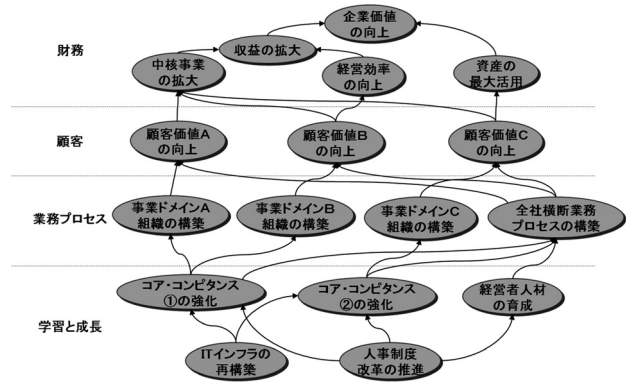 財務
企業価値
の向上
収益の拡大
中核事業
の拡大
経営効率
の向上
資産の
最大活用
顧客
顧客価値A
の向上
顧客価値B
の向上
顧客価値C
の向上
業務プロセス
事業ドメインA
組織の構築
事業ドメインB
組織の構築
事業ドメインC
組織の構築
全社横断業務
プロセスの構築
学習と成長
コア・コンピタンス
①の強化
コア・コンピタンス
②の強化
経営者人材
の育成
ITインフラの
再構築
人事制度
改革の推進